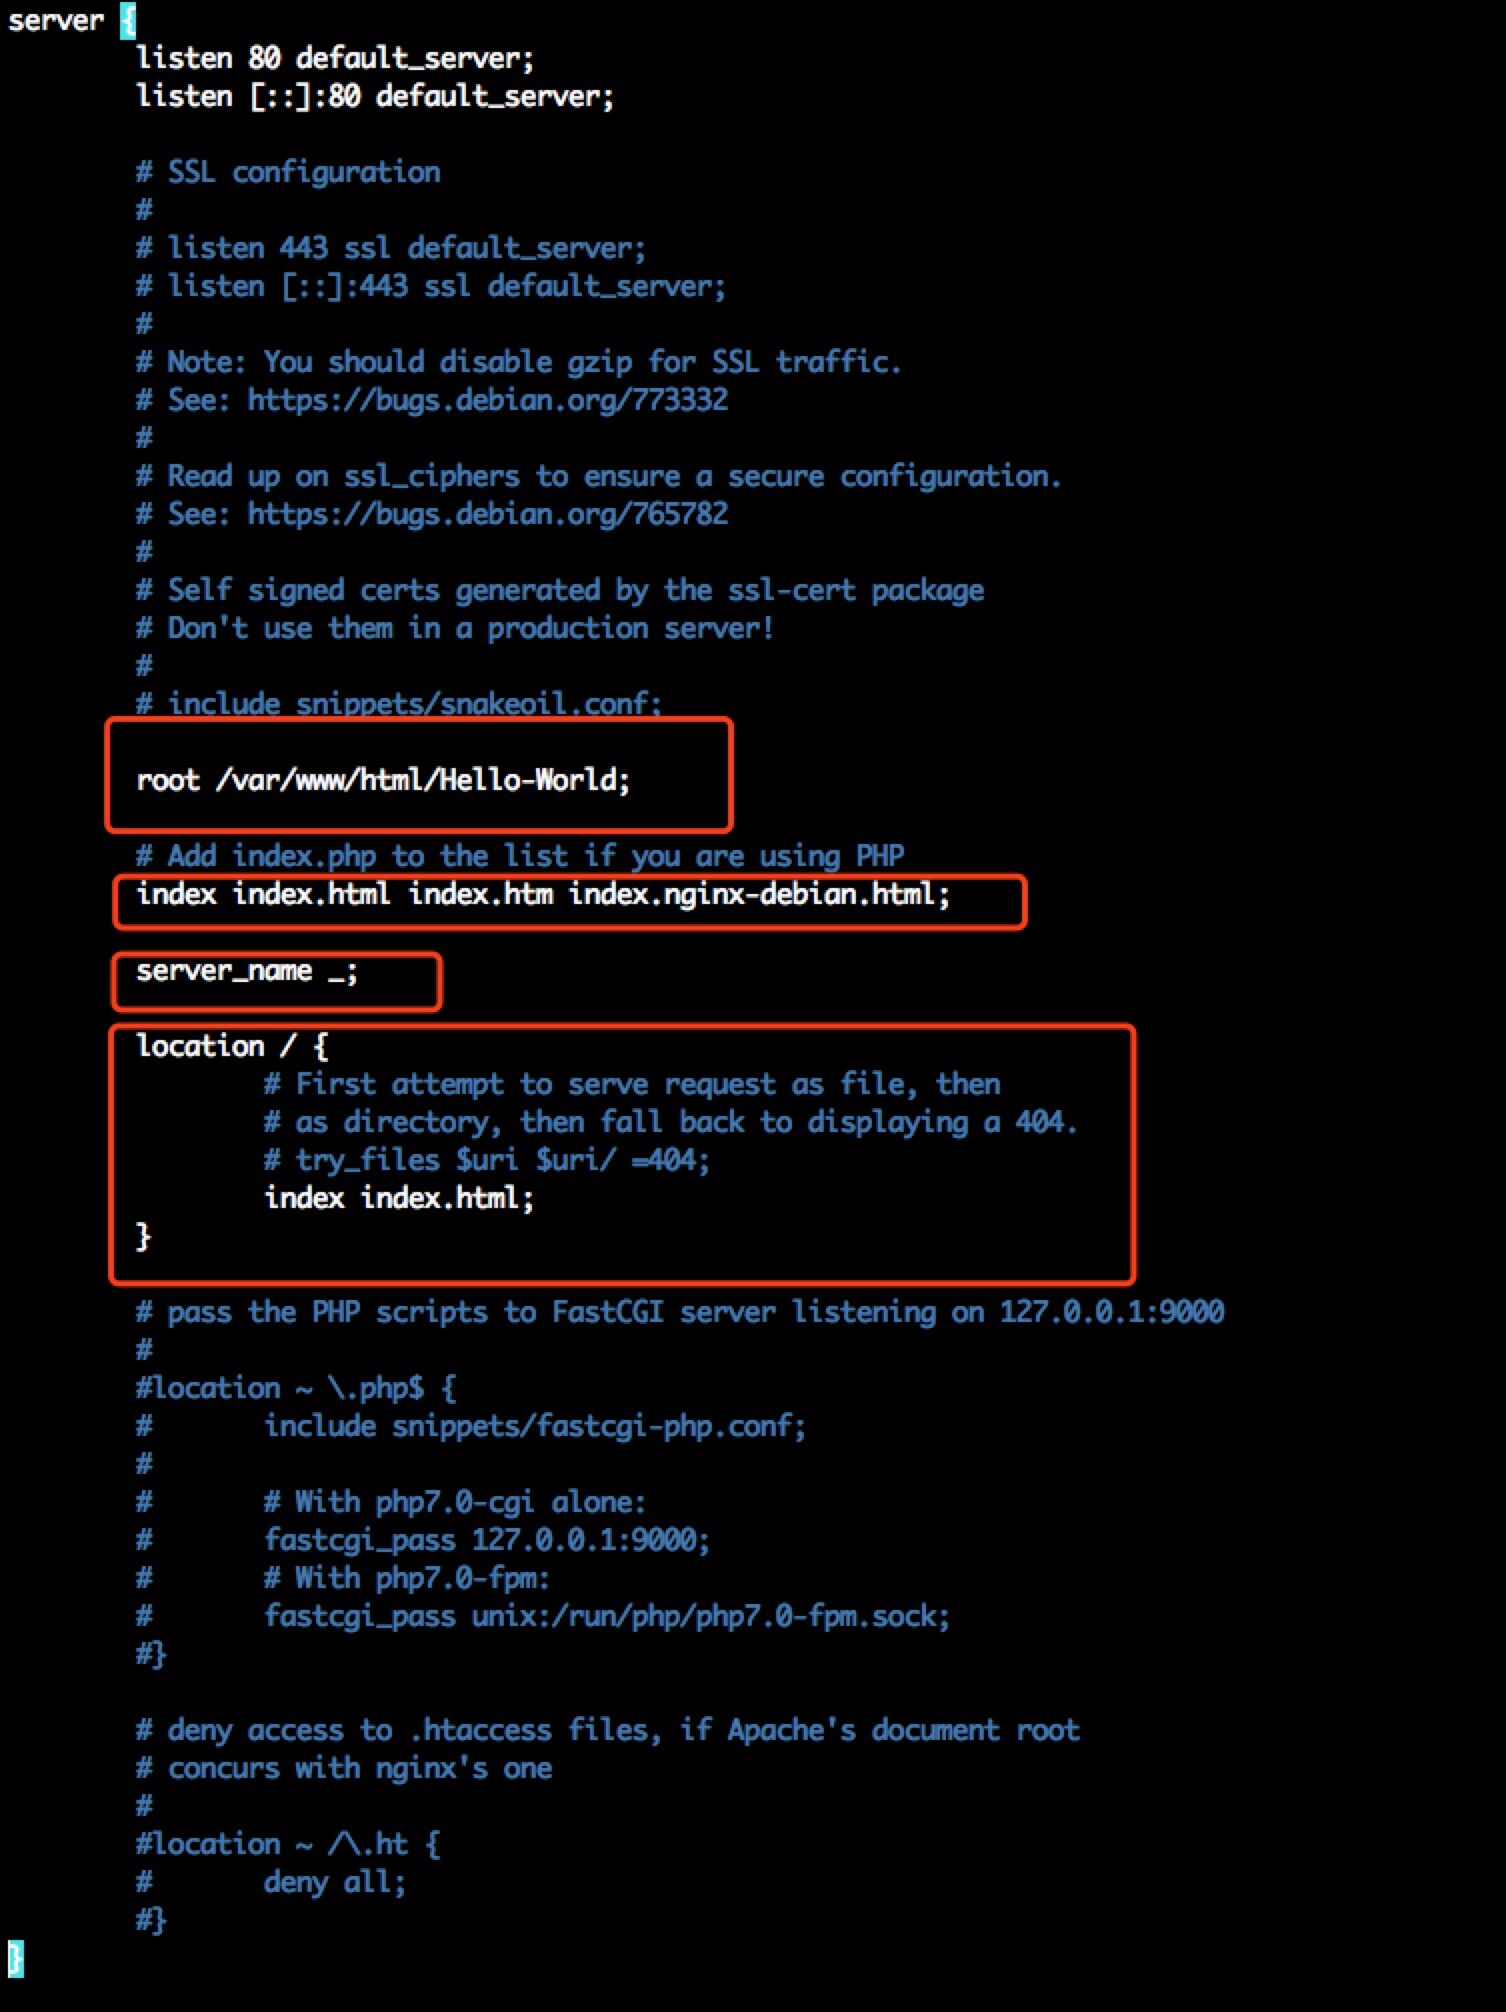 server {
        listen 80 default_server;
        listen [::]:80 default_server;

        # SSL configuration
        #
        # listen 443 ssl default_server;
        # listen [::]:443 ssl default_server;
        #
        # Note: You should disable gzip for SSL traffic.
        # See: https://bugs.debian.org/773332
        #
        # Read up on ssl_ciphers to ensure a secure configuration.
        # See: https://bugs.debian.org/765782
        #
        # Self signed certs generated by the ssl-cert package
        # Don't use them in a production server!
        #
        # include snippets/snakeoil.conf;

        root /var/www/html/Hello-World;

        # Add index.php to the list if you are using PHP
        index index.html index.htm index.nginx-debian.html;

        server_name _;

        location / {
                # First attempt to serve request as file, then
                # as directory, then fall back to displaying a 404.
                # try_files $uri $uri/ =404;
                index index.html;
        }

        # pass the PHP scripts to FastCGI server listening on 127.0.0.1:9000
        #
        #location ~ \.php$ {
        #       include snippets/fastcgi-php.conf;
        #
        #       # With php7.0-cgi alone:
        #       fastcgi_pass 127.0.0.1:9000;
        #       # With php7.0-fpm:
        #       fastcgi_pass unix:/run/php/php7.0-fpm.sock;
        #}

        # deny access to .htaccess files, if Apache's document root
        # concurs with nginx's one
        #
        #location ~ /\.ht {
        #       deny all;
        #}
}